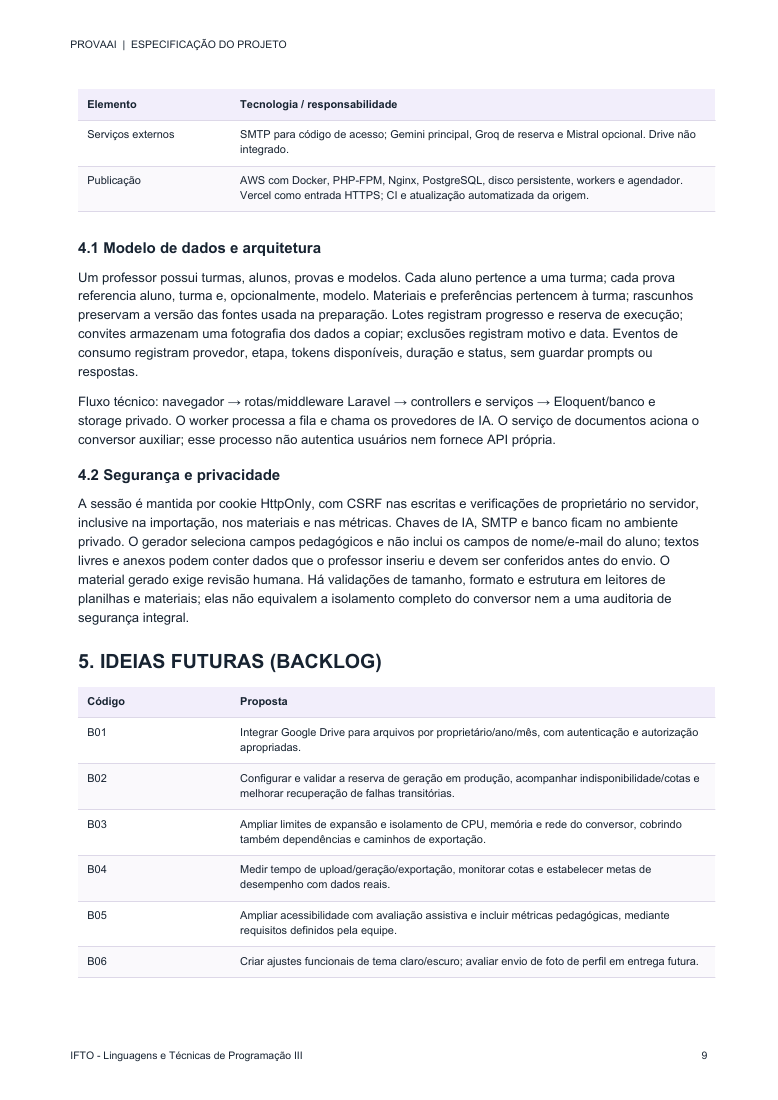 PROVAAI | ESPECIFICAÇÃO DO PROJETO
Elemento Tecnologia / responsabilidade
Serviços externos SMTP para código de acesso; Gemini principal, Groq de reserva e Mistral opcional. Drive não
integrado.
Publicação AWS com Docker, PHP-FPM, Nginx, PostgreSQL, disco persistente, workers e agendador.
Vercel como entrada HTTPS; CI e atualização automatizada da origem.
4.1 Modelo de dados e arquitetura
Um professor possui turmas, alunos, provas e modelos. Cada aluno pertence a uma turma; cada prova
referencia aluno, turma e, opcionalmente, modelo. Materiais e preferências pertencem à turma; rascunhos
preservam a versão das fontes usada na preparação. Lotes registram progresso e reserva de execução;
convites armazenam uma fotografia dos dados a copiar; exclusões registram motivo e data. Eventos de
consumo registram provedor, etapa, tokens disponíveis, duração e status, sem guardar prompts ou
respostas.
Fluxo técnico: navegador → rotas/middleware Laravel → controllers e serviços → Eloquent/banco e
storage privado. O worker processa a fila e chama os provedores de IA. O serviço de documentos aciona o
conversor auxiliar; esse processo não autentica usuários nem fornece API própria.
4.2 Segurança e privacidade
A sessão é mantida por cookie HttpOnly, com CSRF nas escritas e verificações de proprietário no servidor,
inclusive na importação, nos materiais e nas métricas. Chaves de IA, SMTP e banco ficam no ambiente
privado. O gerador seleciona campos pedagógicos e não inclui os campos de nome/e-mail do aluno; textos
livres e anexos podem conter dados que o professor inseriu e devem ser conferidos antes do envio. O
material gerado exige revisão humana. Há validações de tamanho, formato e estrutura em leitores de
planilhas e materiais; elas não equivalem a isolamento completo do conversor nem a uma auditoria de
segurança integral.
5. IDEIAS FUTURAS (BACKLOG)
Código Proposta
B01 Integrar Google Drive para arquivos por proprietário/ano/mês, com autenticação e autorização
apropriadas.
B02 Configurar e validar a reserva de geração em produção, acompanhar indisponibilidade/cotas e
melhorar recuperação de falhas transitórias.
B03 Ampliar limites de expansão e isolamento de CPU, memória e rede do conversor, cobrindo
também dependências e caminhos de exportação.
B04 Medir tempo de upload/geração/exportação, monitorar cotas e estabelecer metas de
desempenho com dados reais.
B05 Ampliar acessibilidade com avaliação assistiva e incluir métricas pedagógicas, mediante
requisitos definidos pela equipe.
B06 Criar ajustes funcionais de tema claro/escuro; avaliar envio de foto de perfil em entrega futura.
IFTO - Linguagens e Técnicas de Programação III 9